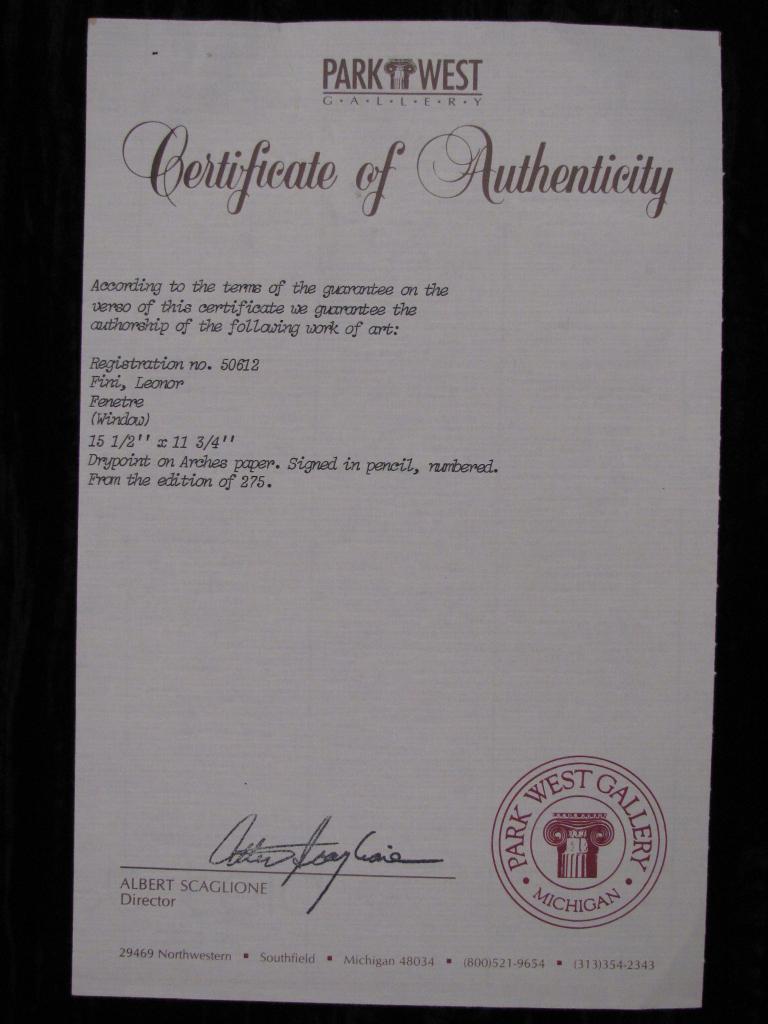 PARK WEST
G·A·L·L·E·R·Y
Certificate of Authenticity
According to the terms of the guarantee on the
verso of this certificate we guarantee the
authorship of the following work of art:
Registration no. 50612
Fini, Leonor
Fenetre
(Window)
15 1/2'' x 11 3/4''
Drypoint on Arches paper. Signed in pencil, numbered.
From the edition of 275.
Albert Scaglione
ALBERT SCAGLIONE
Director
PARK WEST GALLERY
• MICHIGAN •
29469 Northwestern ▪ Southfield ▪ Michigan 48034 ▪ (800)521-9654 ▪ (313)354-2343